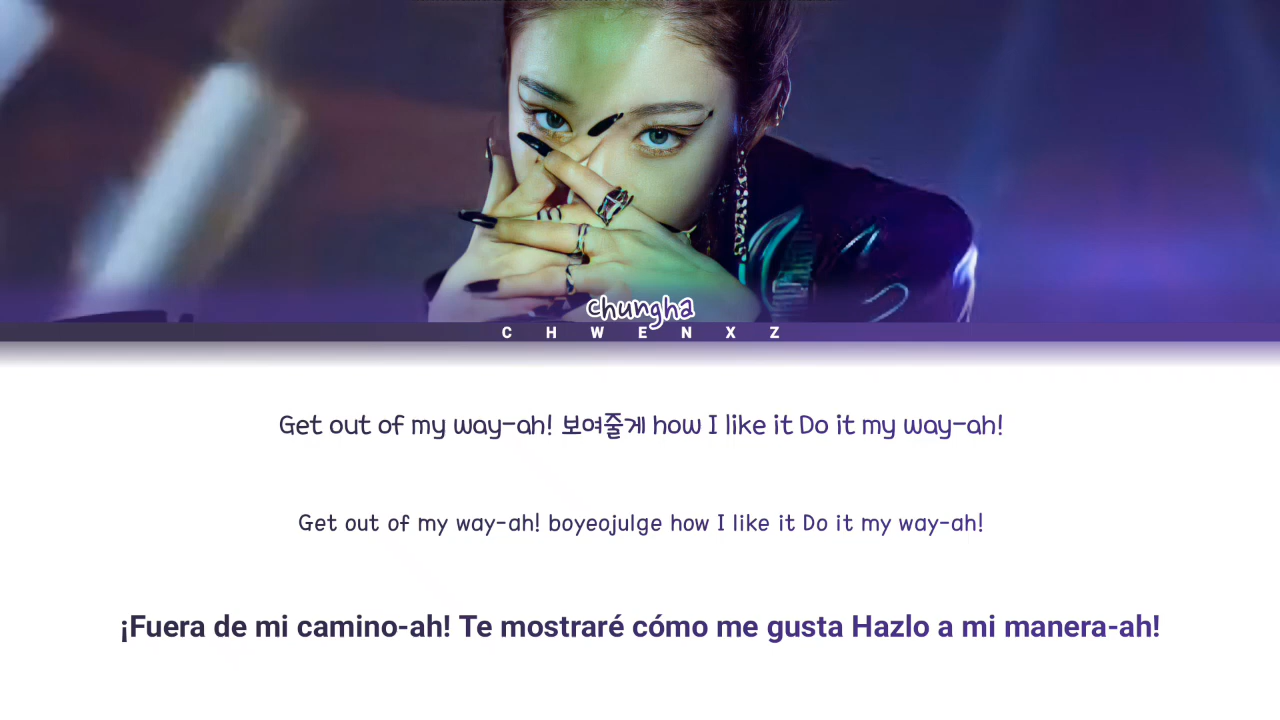 chungha
CHWENXZ
Get out of my way-ah! 보여줄게 how I like it Do it my way-ah!
Get out of my way-ah! boyeojulge how I like it Do it my way-ah!
¡Fuera de mi camino-ah! Te mostraré cómo me gusta Hazlo a mi manera-ah!